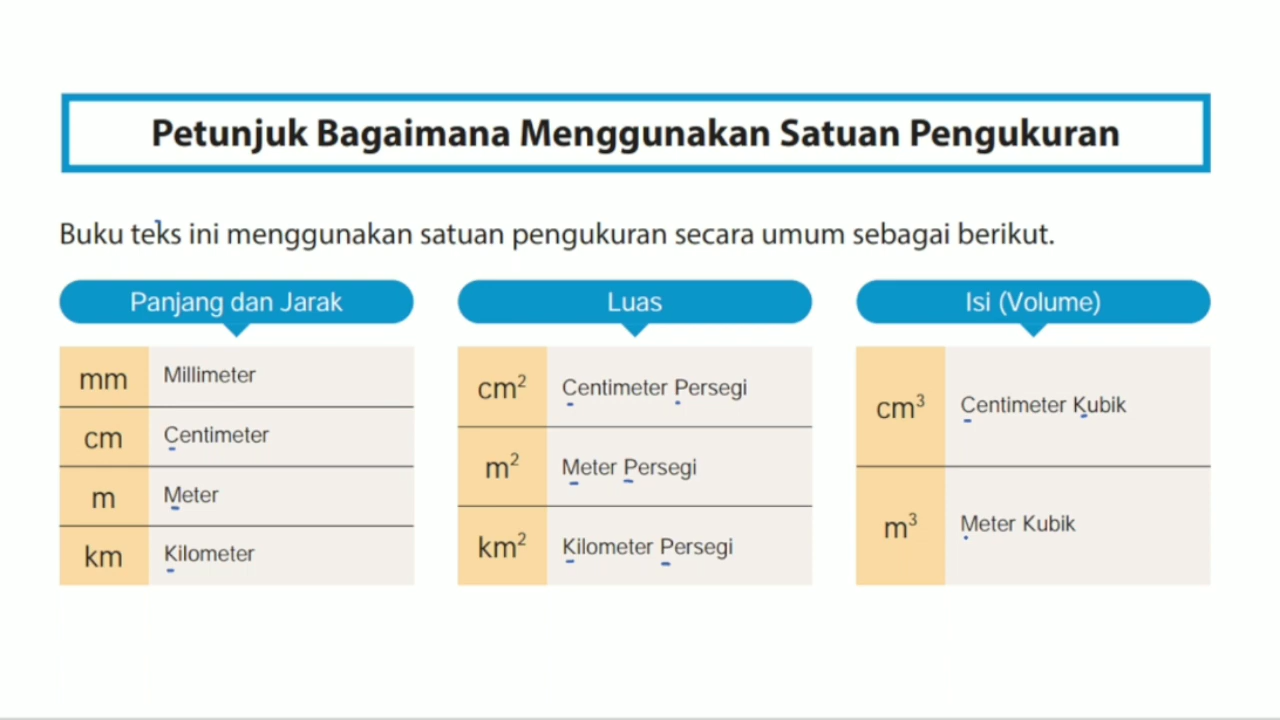 Petunjuk Bagaimana Menggunakan Satuan Pengukuran
Buku teks ini menggunakan satuan pengukuran secara umum sebagai berikut.
Panjang dan Jarak
mm Millimeter
cm Centimeter
m Meter
km Kilometer
Luas
cm² Centimeter Persegi
m² Meter Persegi
km² Kilometer Persegi
Isi (Volume)
cm³ Centimeter Kubik
m³ Meter Kubik